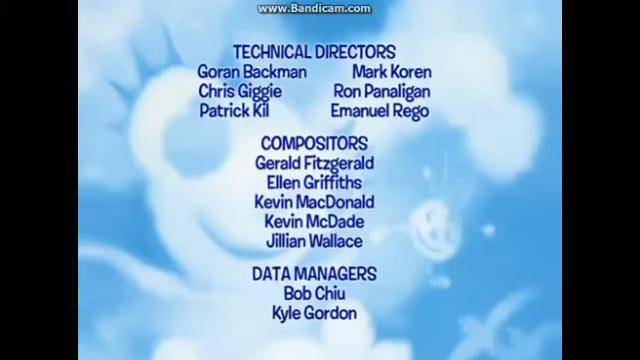 www.Bandicam.com
TECHNICAL DIRECTORS
Goran Backman Mark Koren
Chris Giggie Ron Panaligan
Patrick Kil Emanuel Rego
COMPOSITORS
Gerald Fitzgerald
Ellen Griffiths
Kevin MacDonald
Kevin McDade
Jillian Wallace
DATA MANAGERS
Bob Chiu
Kyle Gordon